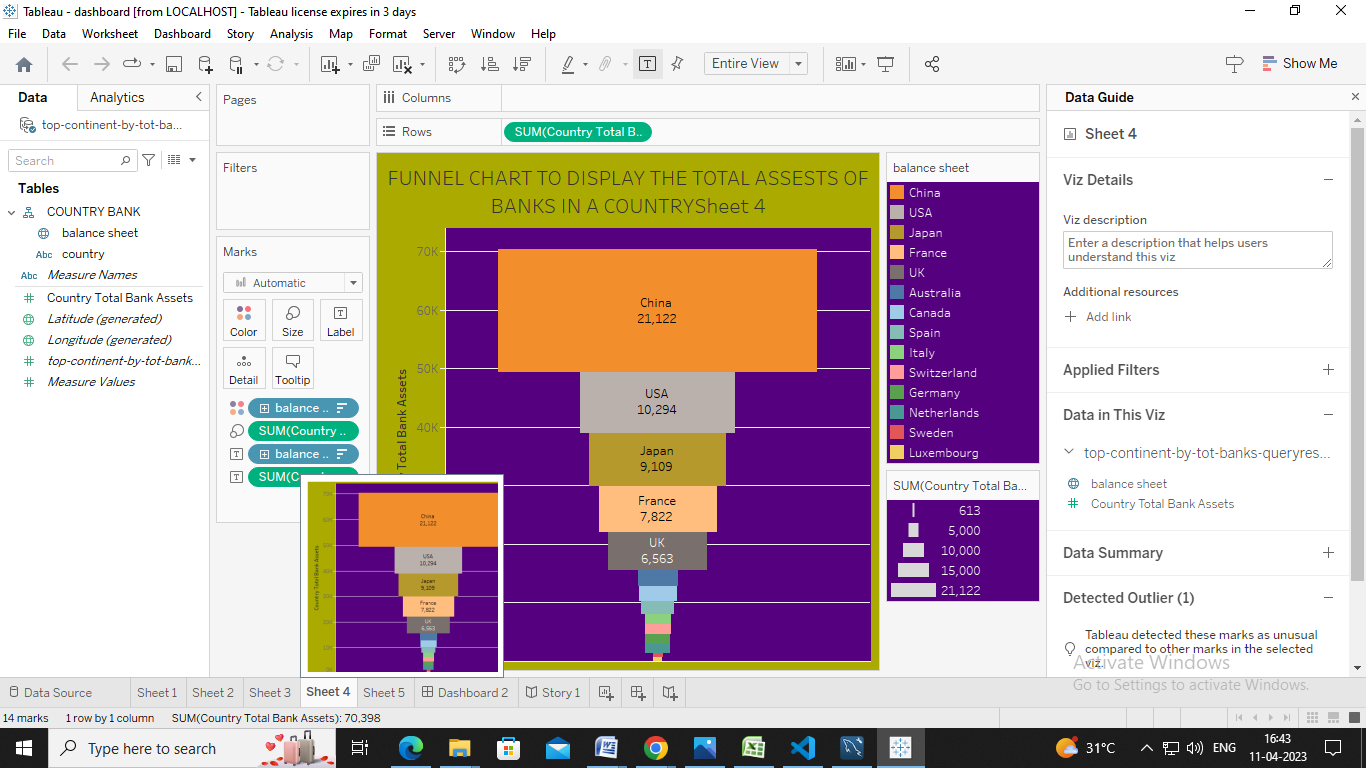 Tableau - dashboard [from LOCALHOST] - Tableau license expires in 3 days
File Data Worksheet Dashboard Story Analysis Map Format Server Window Help
Entire View
Show Me
Data Analytics
top-continent-by-tot-ba...
Search
Tables
COUNTRY BANK
balance sheet
Abc country
Abc Measure Names
Country Total Bank Assets
Latitude (generated)
Longitude (generated)
top-continent-by-tot-bank...
Measure Values
Pages
Filters
Marks
Automatic
Color Size Label
Detail Tooltip
balance ..
SUM(Country ..
balance ..
Columns
Rows SUM(Country Total B..
FUNNEL CHART TO DISPLAY THE TOTAL ASSESTS OF
BANKS IN A COUNTRYSheet 4
70K
60K
50K
40K
Total Bank Assets
China
21,122
USA
10,294
Japan
9,109
France
7,822
UK
6,563
70K
Country Total Bank Assets
China
21,122
USA
10,294
Japan
9,109
France
7,822
UK
6,563
balance sheet
China
USA
Japan
France
UK
Australia
Canada
Spain
Italy
Switzerland
Germany
Netherlands
Sweden
Luxembourg
SUM(Country Total Ba...
613
5,000
10,000
15,000
21,122
Data Guide
Sheet 4
Viz Details
Viz description
Enter a description that helps users
understand this viz
Additional resources
Add link
Applied Filters
Data in This Viz
top-continent-by-tot-banks-queryres...
balance sheet
Country Total Bank Assets
Data Summary
Detected Outlier (1)
Tableau detected these marks as unusual
compared to other marks in the selected
viz.
Activate Windows
Go to Settings to activate Windows.
Data Source Sheet 1 Sheet 2 Sheet 3 Sheet 4 Sheet 5 Dashboard 2 Story 1
14 marks 1 row by 1 column SUM(Country Total Bank Assets): 70,398
Type here to search
31°C ENG
16:43
11-04-2023